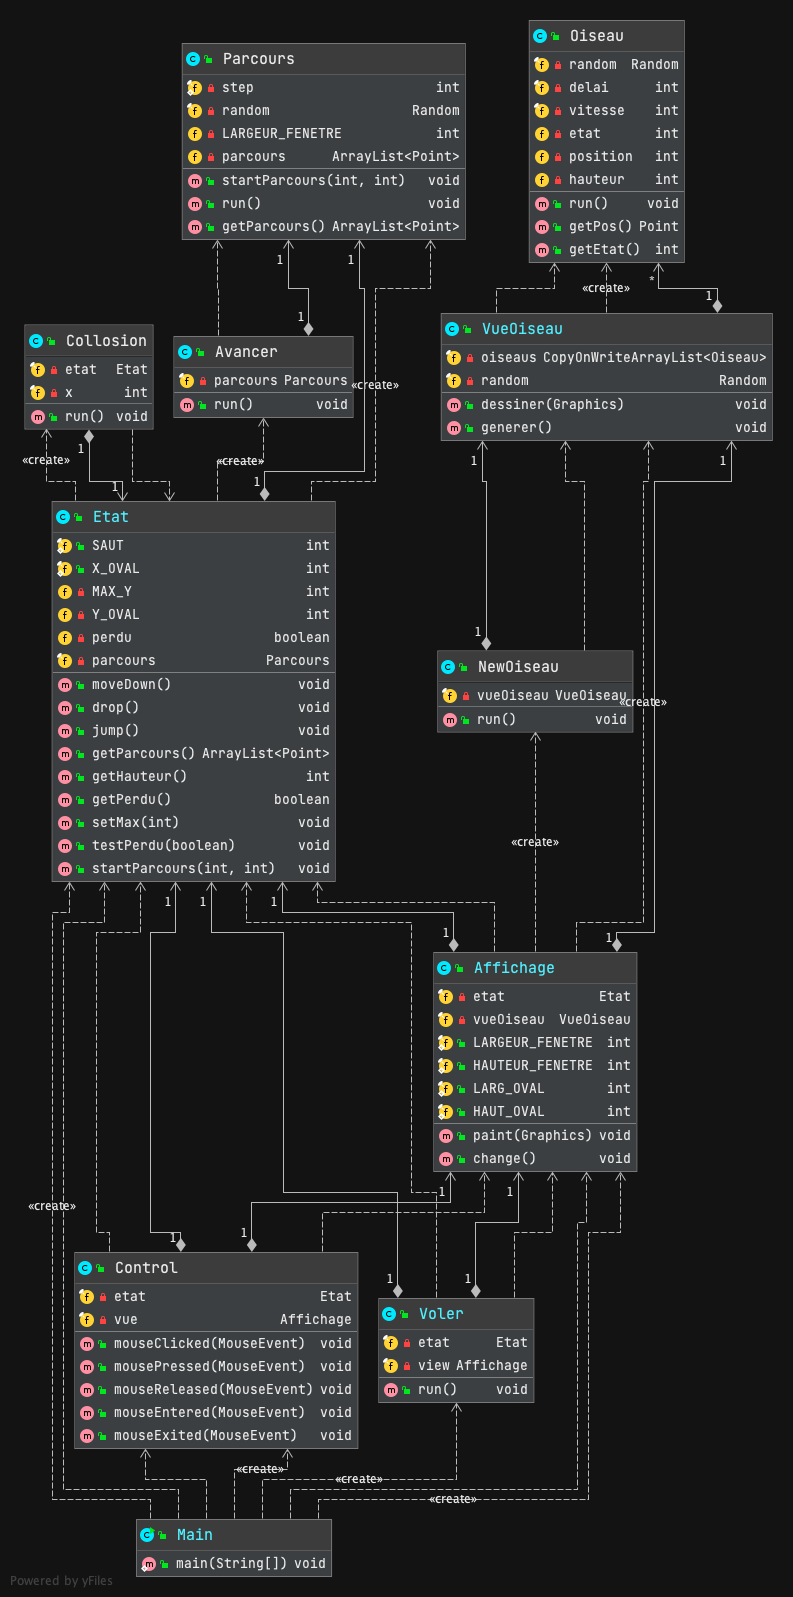 Oiseau
random Random
delai int
vitesse int
etat int
position int
hauteur int
run() void
getPos() Point
getEtat() int
Parcours
step int
random Random
LARGEUR_FENETRE int
parcours ArrayList<Point>
startParcours(int, int) void
run() void
getParcours() ArrayList<Point>
1
1
«create»
*
1
1
VueOiseau
oiseaus CopyOnWriteArrayList<Oiseau>
random Random
dessiner(Graphics) void
generer() void
Collosion
etat Etat
x int
run() void
Avancer
parcours Parcours
run() void
«create»
«create»
1
«create»
1
1
1
1
1
Etat
SAUT int
X_OVAL int
MAX_Y int
Y_OVAL int
perdu boolean
parcours Parcours
moveDown() void
drop() void
jump() void
getParcours() ArrayList<Point>
getHauteur() int
getPerdu() boolean
setMax(int) void
testPerdu(boolean) void
startParcours(int, int) void
1
NewOiseau
vueOiseau VueOiseau
run() void
«create»
«create»
1
1
1
1
1
Affichage
etat Etat
vueOiseau VueOiseau
LARGEUR_FENETRE int
HAUTEUR_FENETRE int
LARG_OVAL int
HAUT_OVAL int
paint(Graphics) void
change() void
1
1
«create»
1
1
1
1
Control
etat Etat
vue Affichage
mouseClicked(MouseEvent) void
mousePressed(MouseEvent) void
mouseReleased(MouseEvent) void
mouseEntered(MouseEvent) void
mouseExited(MouseEvent) void
Voler
etat Etat
view Affichage
run() void
«create»
«create»
«create»
Main
main(String[]) void
Powered by yFiles